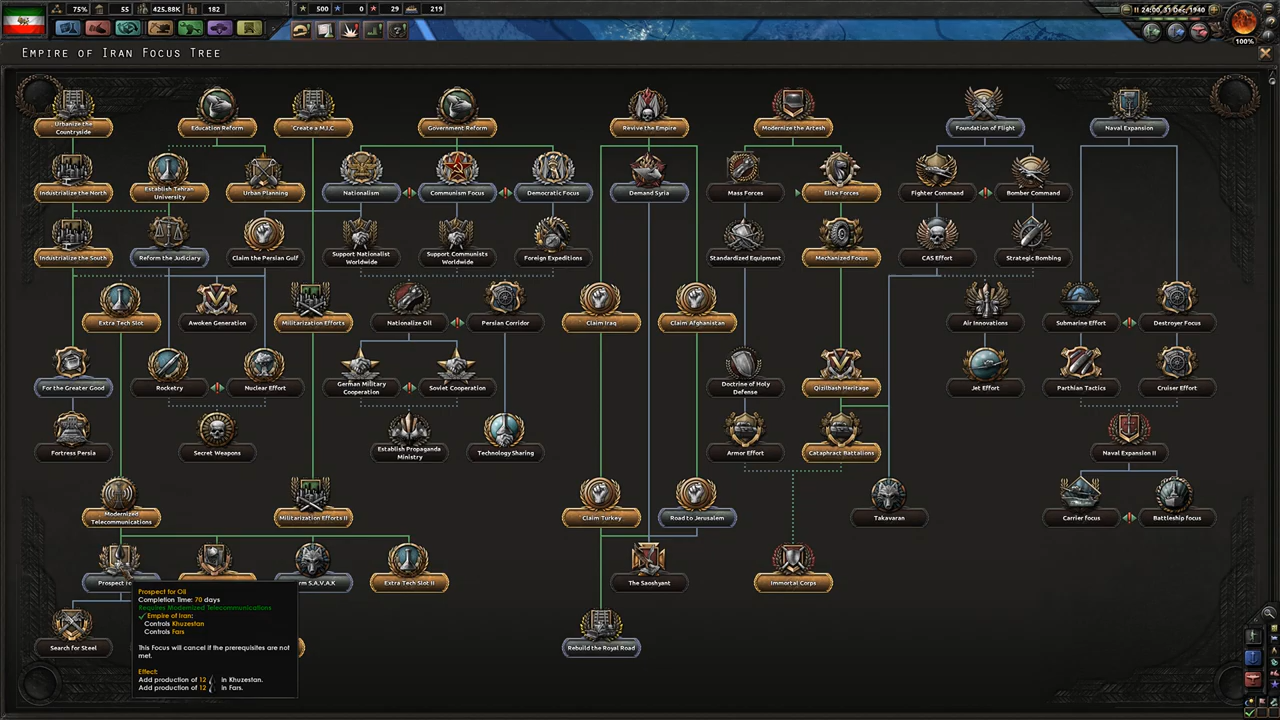 75%
55
425.88K
182
500
0
29
219
24:00, 31 Dec, 1940
100%
Empire of Iran Focus Tree
Urbanize the
Countryside
Education Reform
Create a M.I.C
Government Reform
Revive the Empire
Modernize the Artesh
Foundation of Flight
Naval Expansion
Industrialize the North
Establish Tehran
University
Urban Planning
Nationalism
Communism Focus
Democratic Focus
Demand Syria
Mass Forces
Elite Forces
Fighter Command
Bomber Command
Industrialize the South
Reform the Judiciary
Claim the Persian Gulf
Support Nationalist
Worldwide
Support Communists
Worldwide
Foreign Expeditions
Standardized Equipment
Mechanized Focus
CAS Effort
Strategic Bombing
Extra Tech Slot
Awoken Generation
Militarization Efforts
Nationalize Oil
Persian Corridor
Claim Iraq
Claim Afghanistan
Air Innovations
Submarine Effort
Destroyer Focus
For the Greater Good
Rocketry
Nuclear Effort
German Military
Cooperation
Soviet Cooperation
Doctrine of Holy
Defense
Qizilbash Heritage
Jet Effort
Parthian Tactics
Cruiser Effort
Fortress Persia
Secret Weapons
Establish Propaganda
Ministry
Technology Sharing
Armor Effort
Cataphract Battalions
Naval Expansion II
Modernized
Telecommunications
Militarization Efforts II
Claim Turkey
Road to Jerusalem
Takavaran
Carrier focus
Battleship focus
Prospect fo
rm S.A.V.A.K
Extra Tech Slot II
The Saoshyant
Immortal Corps
Search for Steel
Rebuild the Royal Road
Prospect for Oil
Completion Time: 70 days
Requires Modernized Telecommunications
Empire of Iran:
Controls Khuzestan
Controls Fars
This Focus will cancel if the prerequisites are not
met.
Effect:
Add production of 12 in Khuzestan.
Add production of 12 in Fars.